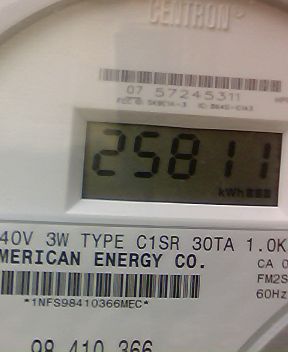 CENTRON®
07 57245311
25811
kWh
40V 3W TYPE C1SR 30TA 1.0K
MERICAN ENERGY CO.
CA 0
FM2S
60Hz
*1NFS98410366MEC*
98 410 366